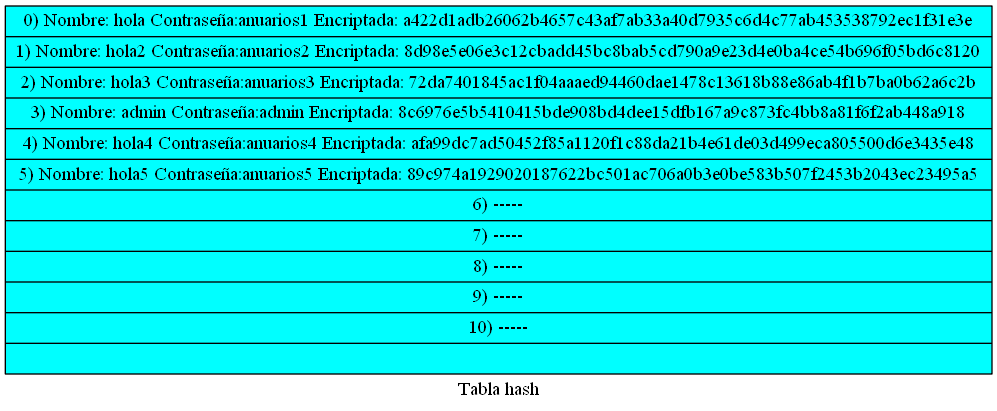 0) Nombre: hola Contraseña:anuarios1 Encriptada: a422d1adb26062b4657c43af7ab33a40d7935c6d4c77ab453538792ec1f31e3e
1) Nombre: hola2 Contraseña:anuarios2 Encriptada: 8d98e5e06e3c12cbadd45bc8bab5cd790a9e23d4e0ba4ce54b696f05bd6c8120
2) Nombre: hola3 Contraseña:anuarios3 Encriptada: 72da7401845ac1f04aaaed94460dae1478c13618b88e86ab4f1b7ba0b62a6c2b
3) Nombre: admin Contraseña:admin Encriptada: 8c6976e5b5410415bde908bd4dee15dfb167a9c873fc4bb8a81f6f2ab448a918
4) Nombre: hola4 Contraseña:anuarios4 Encriptada: afa99dc7ad50452f85a1120f1c88da21b4e61de03d499eca805500d6e3435e48
5) Nombre: hola5 Contraseña:anuarios5 Encriptada: 89c974a1929020187622bc501ac706a0b3e0be583b507f2453b2043ec23495a5
6) -----
7) -----
8) -----
9) -----
10) -----
Tabla hash